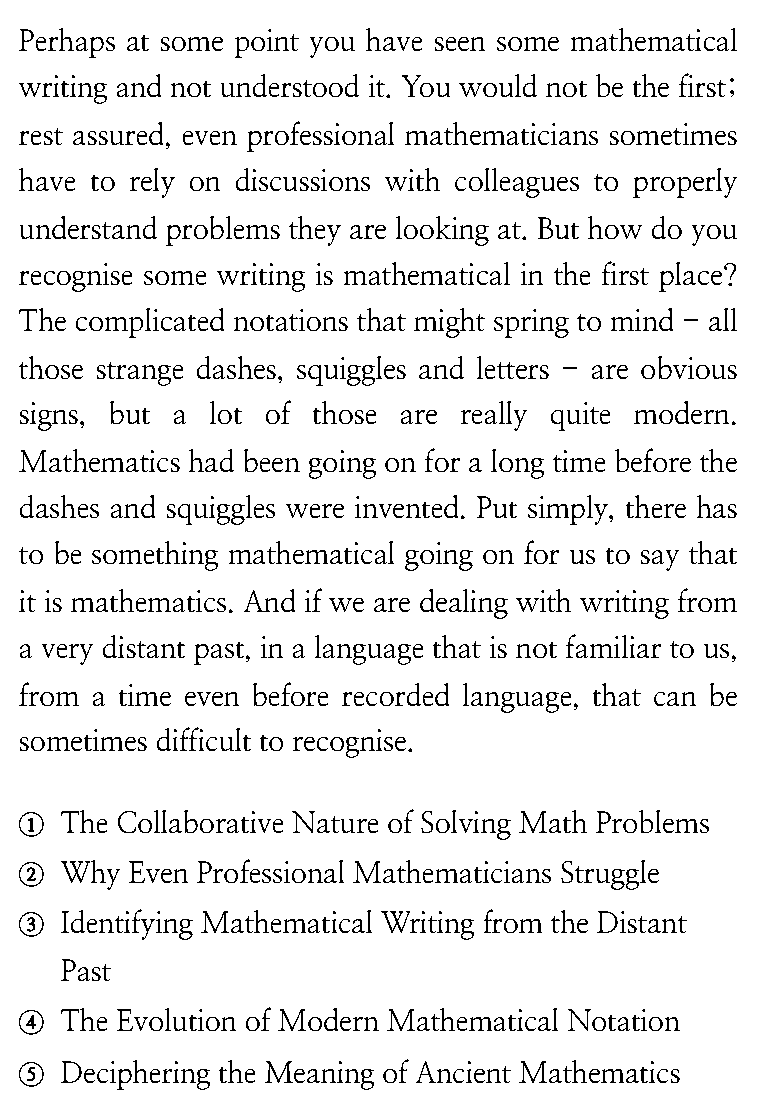 Perhaps at some point you have seen some mathematical
writing and not understood it. You would not be the first;
rest assured, even professional mathematicians sometimes
have to rely on discussions with colleagues to properly
understand problems they are looking at. But how do you
recognise some writing is mathematical in the first place?
The complicated notations that might spring to mind – all
those strange dashes, squiggles and letters – are obvious
signs, but a lot of those are really quite modern.
Mathematics had been going on for a long time before the
dashes and squiggles were invented. Put simply, there has
to be something mathematical going on for us to say that
it is mathematics. And if we are dealing with writing from
a very distant past, in a language that is not familiar to us,
from a time even before recorded language, that can be
sometimes difficult to recognise.
① The Collaborative Nature of Solving Math Problems
② Why Even Professional Mathematicians Struggle
③ Identifying Mathematical Writing from the Distant
Past
④ The Evolution of Modern Mathematical Notation
⑤ Deciphering the Meaning of Ancient Mathematics